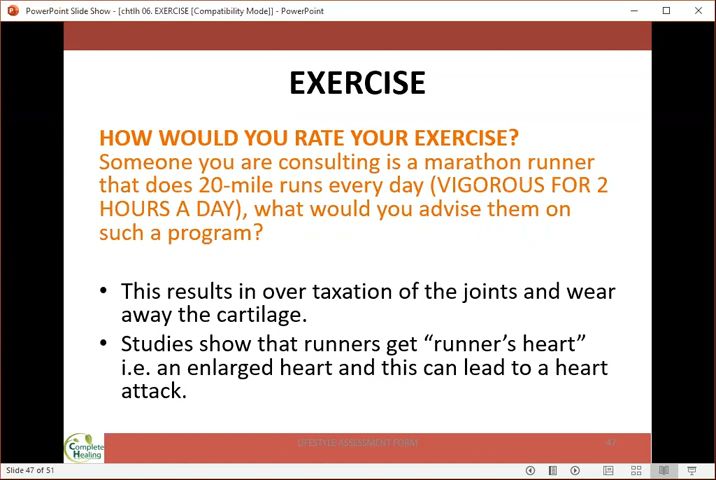 PowerPoint Slide Show - [chtlh 06. EXERCISE [Compatibility Mode]] - PowerPoint
EXERCISE
HOW WOULD YOU RATE YOUR EXERCISE?
Someone you are consulting is a marathon runner
that does 20-mile runs every day (VIGOROUS FOR 2
HOURS A DAY), what would you advise them on
such a program?
• This results in over taxation of the joints and wear
away the cartilage.
• Studies show that runners get “runner’s heart”
i.e. an enlarged heart and this can lead to a heart
attack.
Complete
Healing
LIFESTYLE ASSESSMENT FORM
47
Slide 47 of 51